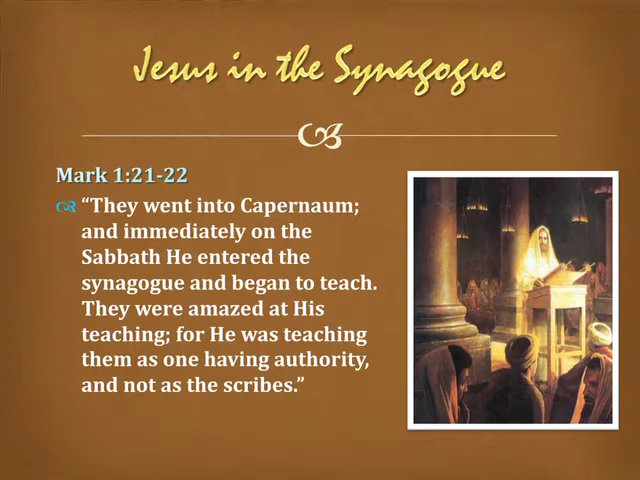 Jesus in the Synagogue
Mark 1:21-22
“They went into Capernaum;
and immediately on the
Sabbath He entered the
synagogue and began to teach.
They were amazed at His
teaching; for He was teaching
them as one having authority,
and not as the scribes.”